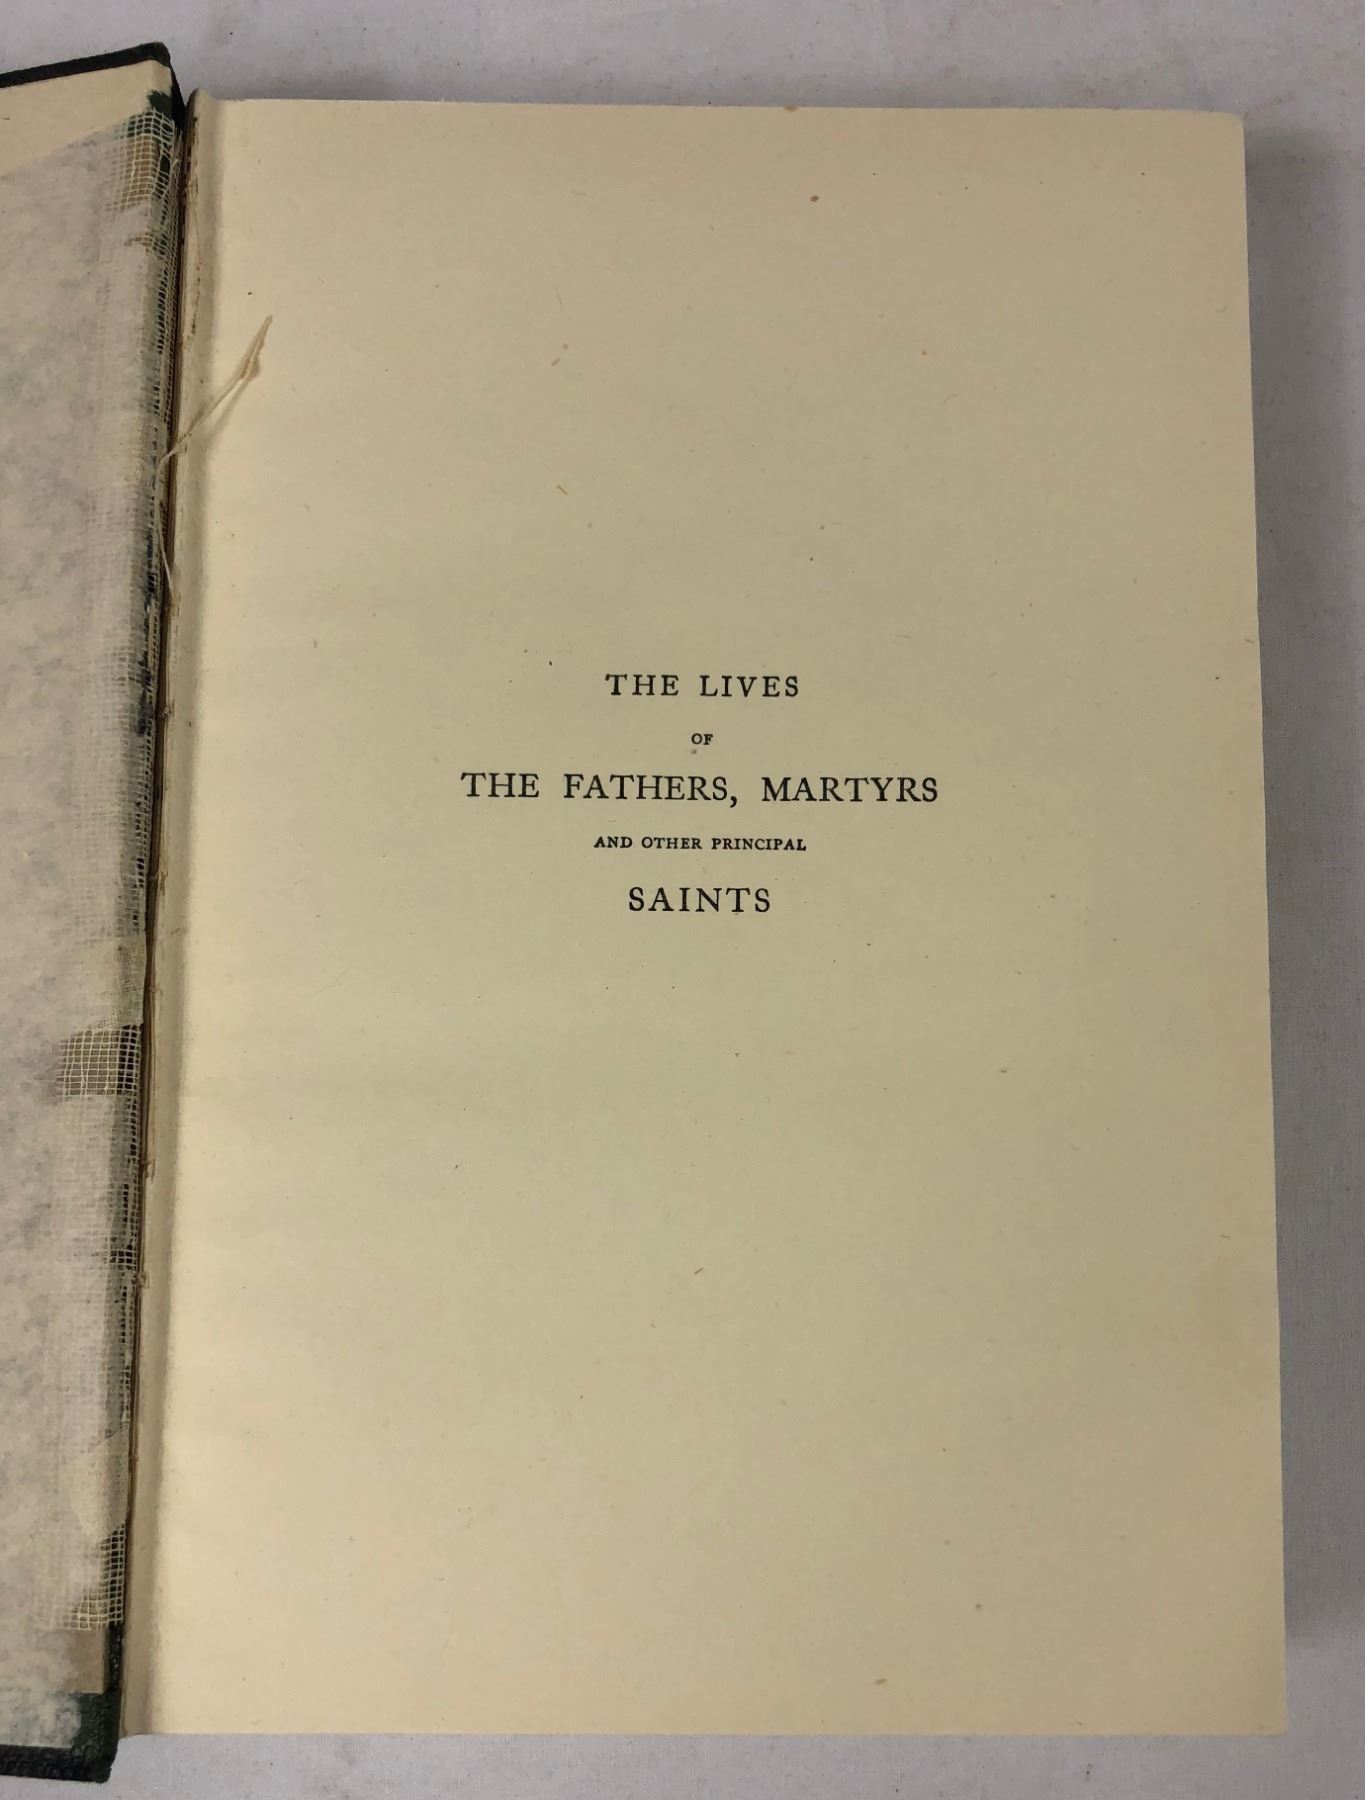 THE LIVES
OF
THE FATHERS, MARTYRS
AND OTHER PRINCIPAL
SAINTS